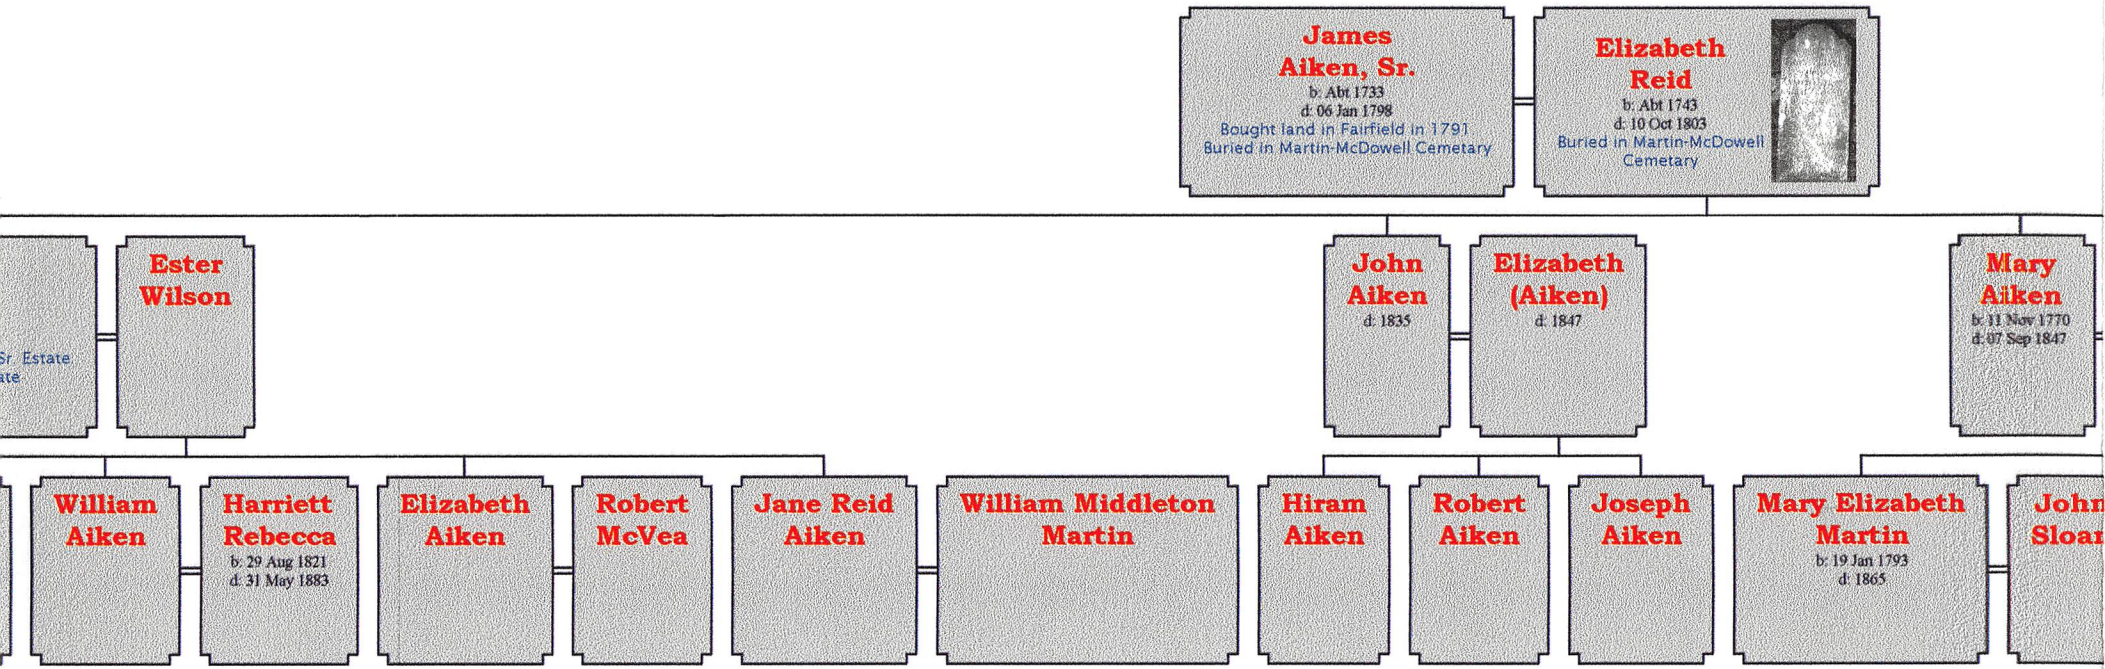 James
Aiken, Sr.
b: Abt 1733
d: 06 Jan 1798
Bought land in Fairfield in 1791
Buried in Martin-McDowell Cemetary
Elizabeth
Reid
b: Abt 1743
d: 10 Oct 1803
Buried in Martin-McDowell
Cemetary
Sr. Estate
Ester
Wilson
John
Aiken
d: 1835
Elizabeth
(Aiken)
d: 1847
Mary
Aiken
b: 11 Nov 1770
d: 07 Sep 1847
William
Aiken
Harriett
Rebecca
b: 29 Aug 1821
d: 31 May 1883
Elizabeth
Aiken
Robert
McVea
Jane Reid
Aiken
William Middleton
Martin
Hiram
Aiken
Robert
Aiken
Joseph
Aiken
Mary Elizabeth
Martin
b: 19 Jan 1793
d: 1865
John